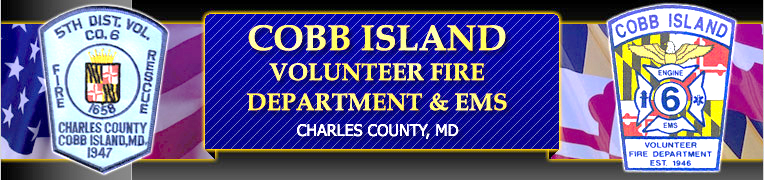 5TH DIST. VOL.
CO. 6
FIRE
RESCUE
1658
CHARLES COUNTY
COBB ISLAND, MD.
1947
COBB ISLAND
VOLUNTEER FIRE
DEPARTMENT & EMS
CHARLES COUNTY, MD
COBB ISLAND
ENGINE
6
EMS
VOLUNTEER
FIRE DEPARTMENT
EST. 1946